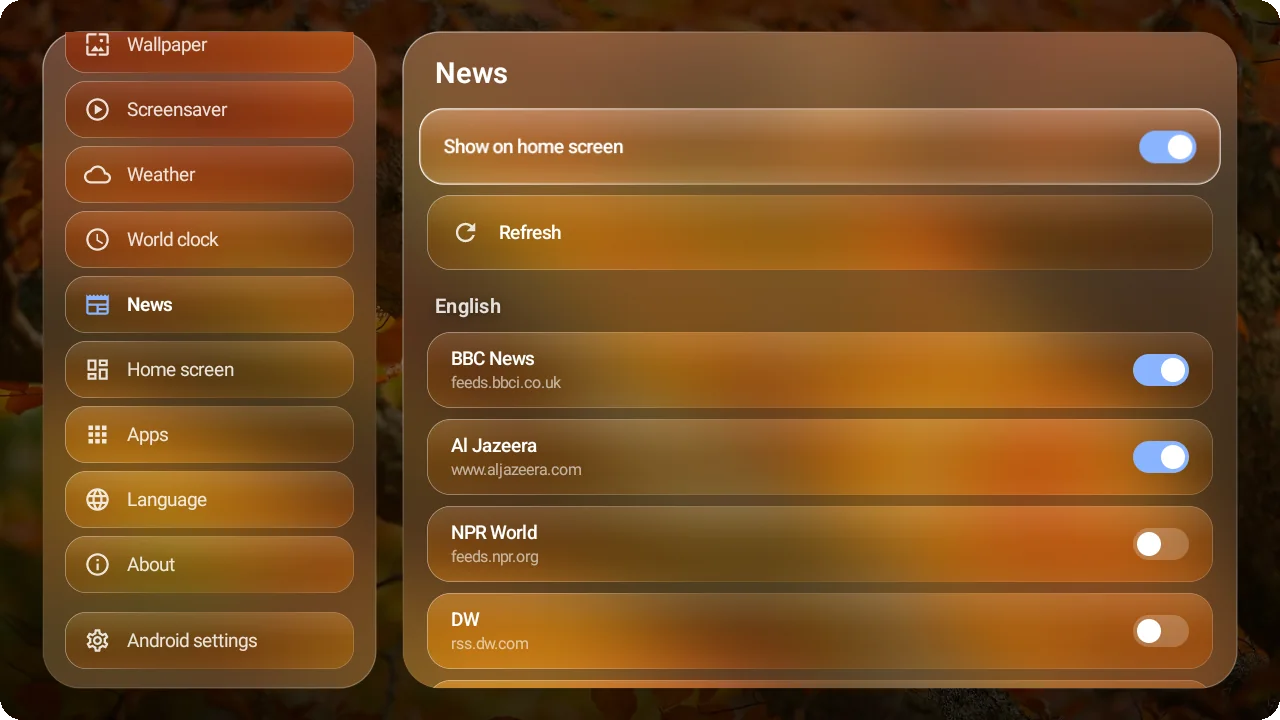 Wallpaper
Screensaver
Weather
World clock
News
Home screen
Apps
Language
About
Android settings
News
Show on home screen
Refresh
English
BBC News
feeds.bbci.co.uk
Al Jazeera
www.aljazeera.com
NPR World
feeds.npr.org
DW
rss.dw.com